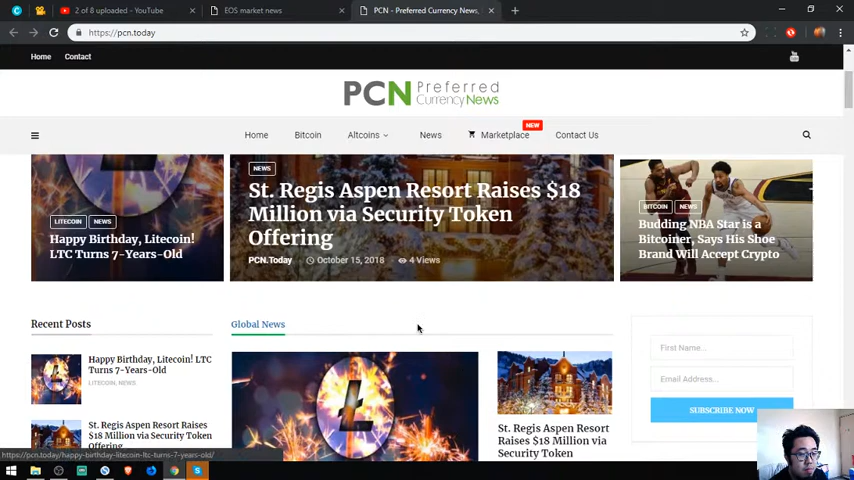 2 of 8 uploaded - YouTube
EOS market news
PCN - Preferred Currency News,
https://pcn.today
Home
Contact
PCN Preferred
Currency News
Home
Bitcoin
Altcoins
News
Marketplace
NEW
Contact Us
LITECOIN
NEWS
Happy Birthday, Litecoin!
LTC Turns 7-Years-Old
NEWS
St. Regis Aspen Resort Raises $18
Million via Security Token
Offering
PCN.Today
October 15, 2018
4 Views
BITCOIN
NEWS
Budding NBA Star is a
Bitcoiner, Says His Shoe
Brand Will Accept Crypto
Recent Posts
Happy Birthday, Litecoin! LTC
Turns 7-Years-Old
LITECOIN, NEWS
St. Regis Aspen Resort Raises
$18 Million via Security Token
Offering
Global News
St. Regis Aspen Resort
Raises $18 Million via
Security Token
First Name...
Email Address...
SUBSCRIBE NOW
https://pcn.today/happy-birthday-litecoin-ltc-turns-7-years-old/